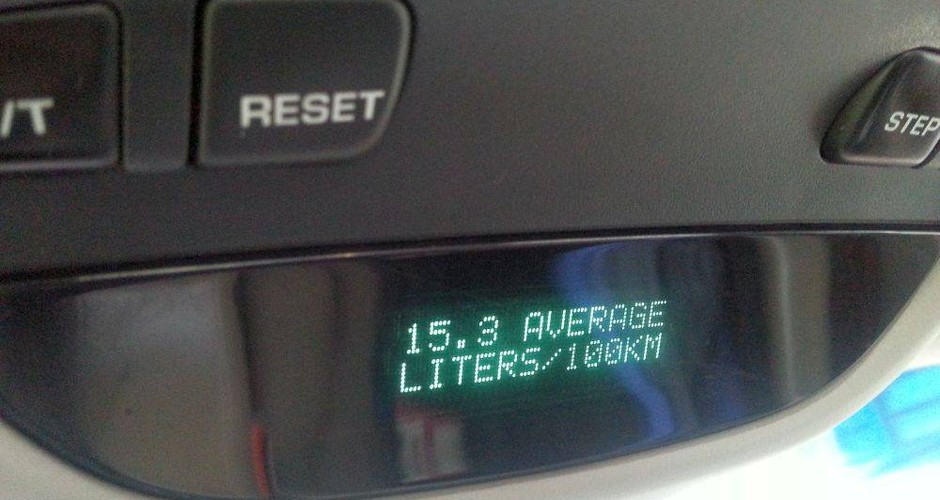 /T
RESET
STEP
15.3 AVERAGE
LITERS/100KM